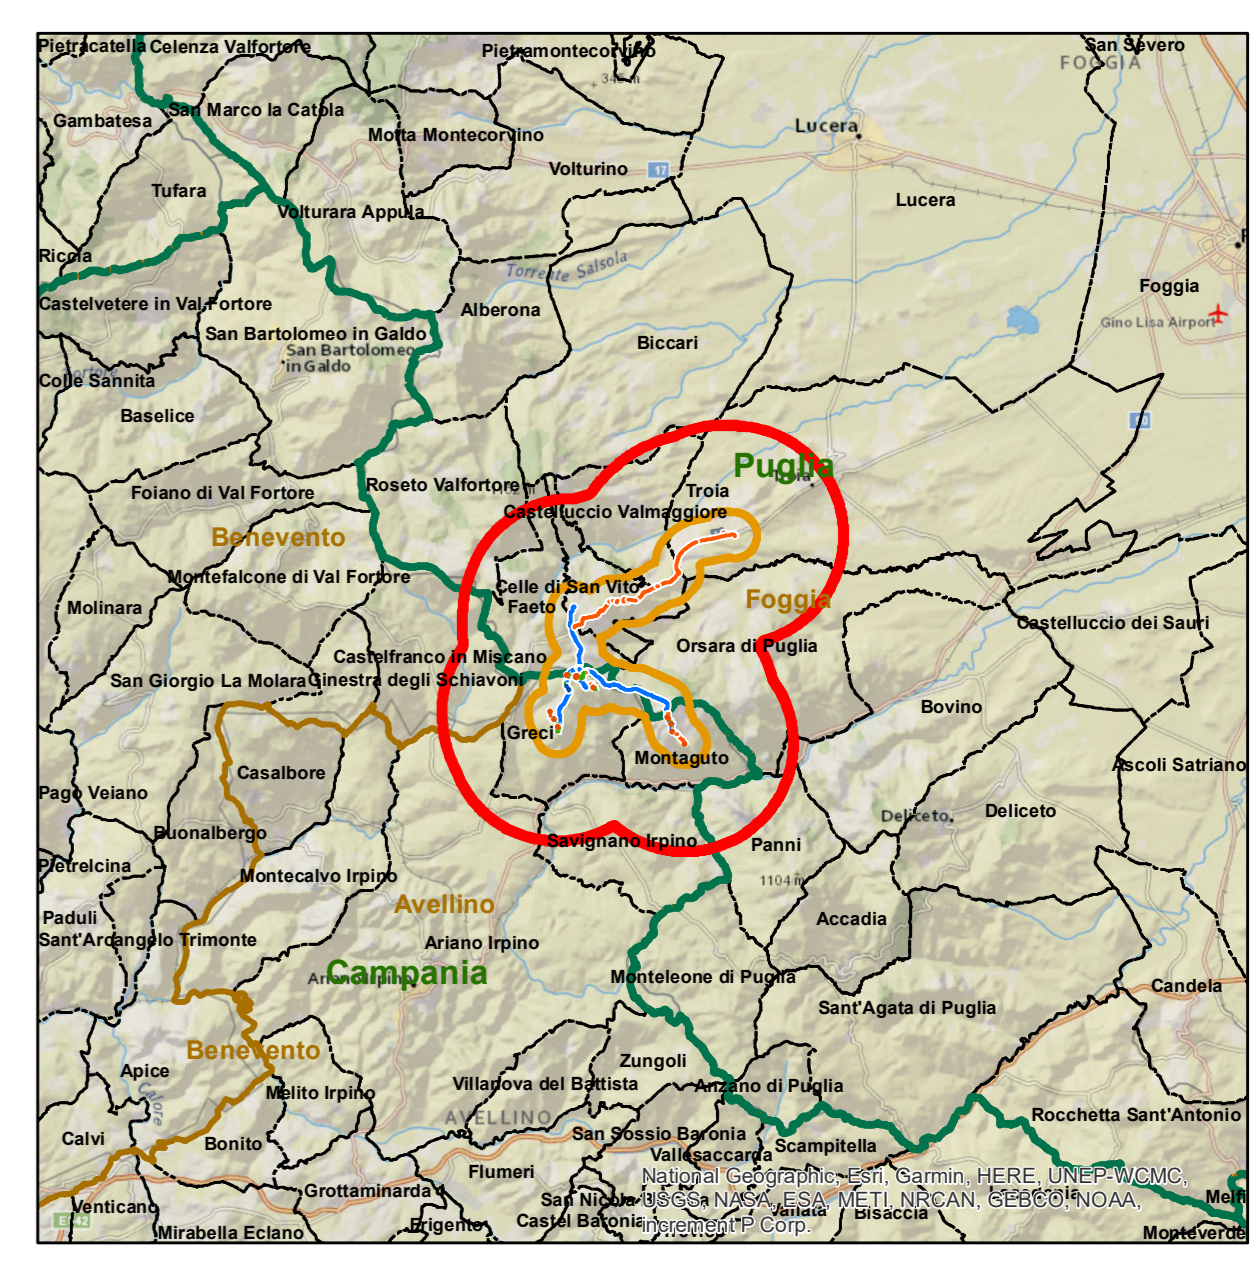 Pietracatella
Celenza Valfortore
Pietramontecorvino
San Severo
FOGGIA
345 m
San Marco la Catola
Gambatesa
Motta Montecorvino
Lucera
Volturino
17
Tufara
Lucera
Volturara Appula
Riccia
Torrente Salsola
Foggia
Castelvetere in Val Fortore
Alberona
Gino Lisa Airport
San Bartolomeo in Galdo
Biccari
San Bartolomeo
in Galdo
Colle Sannita
Baselice
Puglia
Troia
Roseto Valfortore
Troia
Foiano di Val Fortore
Castelluccio Valmaggiore
Benevento
Montefalcone di Val Fortore
Celle di San Vito
Faeto
Foggia
Molinara
Castelluccio dei Sauri
Orsara di Puglia
Castelfranco in Miscano
San Giorgio La Molara
Ginestra degli Schiavoni
Bovino
Greci
Montaguto
Casalbore
Ascoli Satriano
Pago Veiano
Deliceto
Deliceto
Buonalbergo
Savignano Irpino
Panni
Pietrelcina
Montecalvo Irpino
1104 m
Avellino
Paduli
Accadia
Sant'Arcangelo Trimonte
Ariano Irpino
Campania
Monteleone di Puglia
Candela
Sant'Agata di Puglia
Benevento
Apice
Zungoli
Calore
Melito Irpino
Villanova del Battista
Anzano di Puglia
AVELLINO
Rocchetta Sant'Antonio
Calvi
Bonito
San Sossio Baronia
Scampitella
Vallesaccarda
Flumeri
National Geographic, Esri, Garmin, HERE, UNEP-WCMC,
USGS, NASA, ESA, METI, NRCAN, GEBCO, NOAA,
increment P Corp.
Grottaminarda
Melfi
Venticano
Castel Baronia
Bisaccia
E842
Mirabella Eclano
Frigento
Monteverde